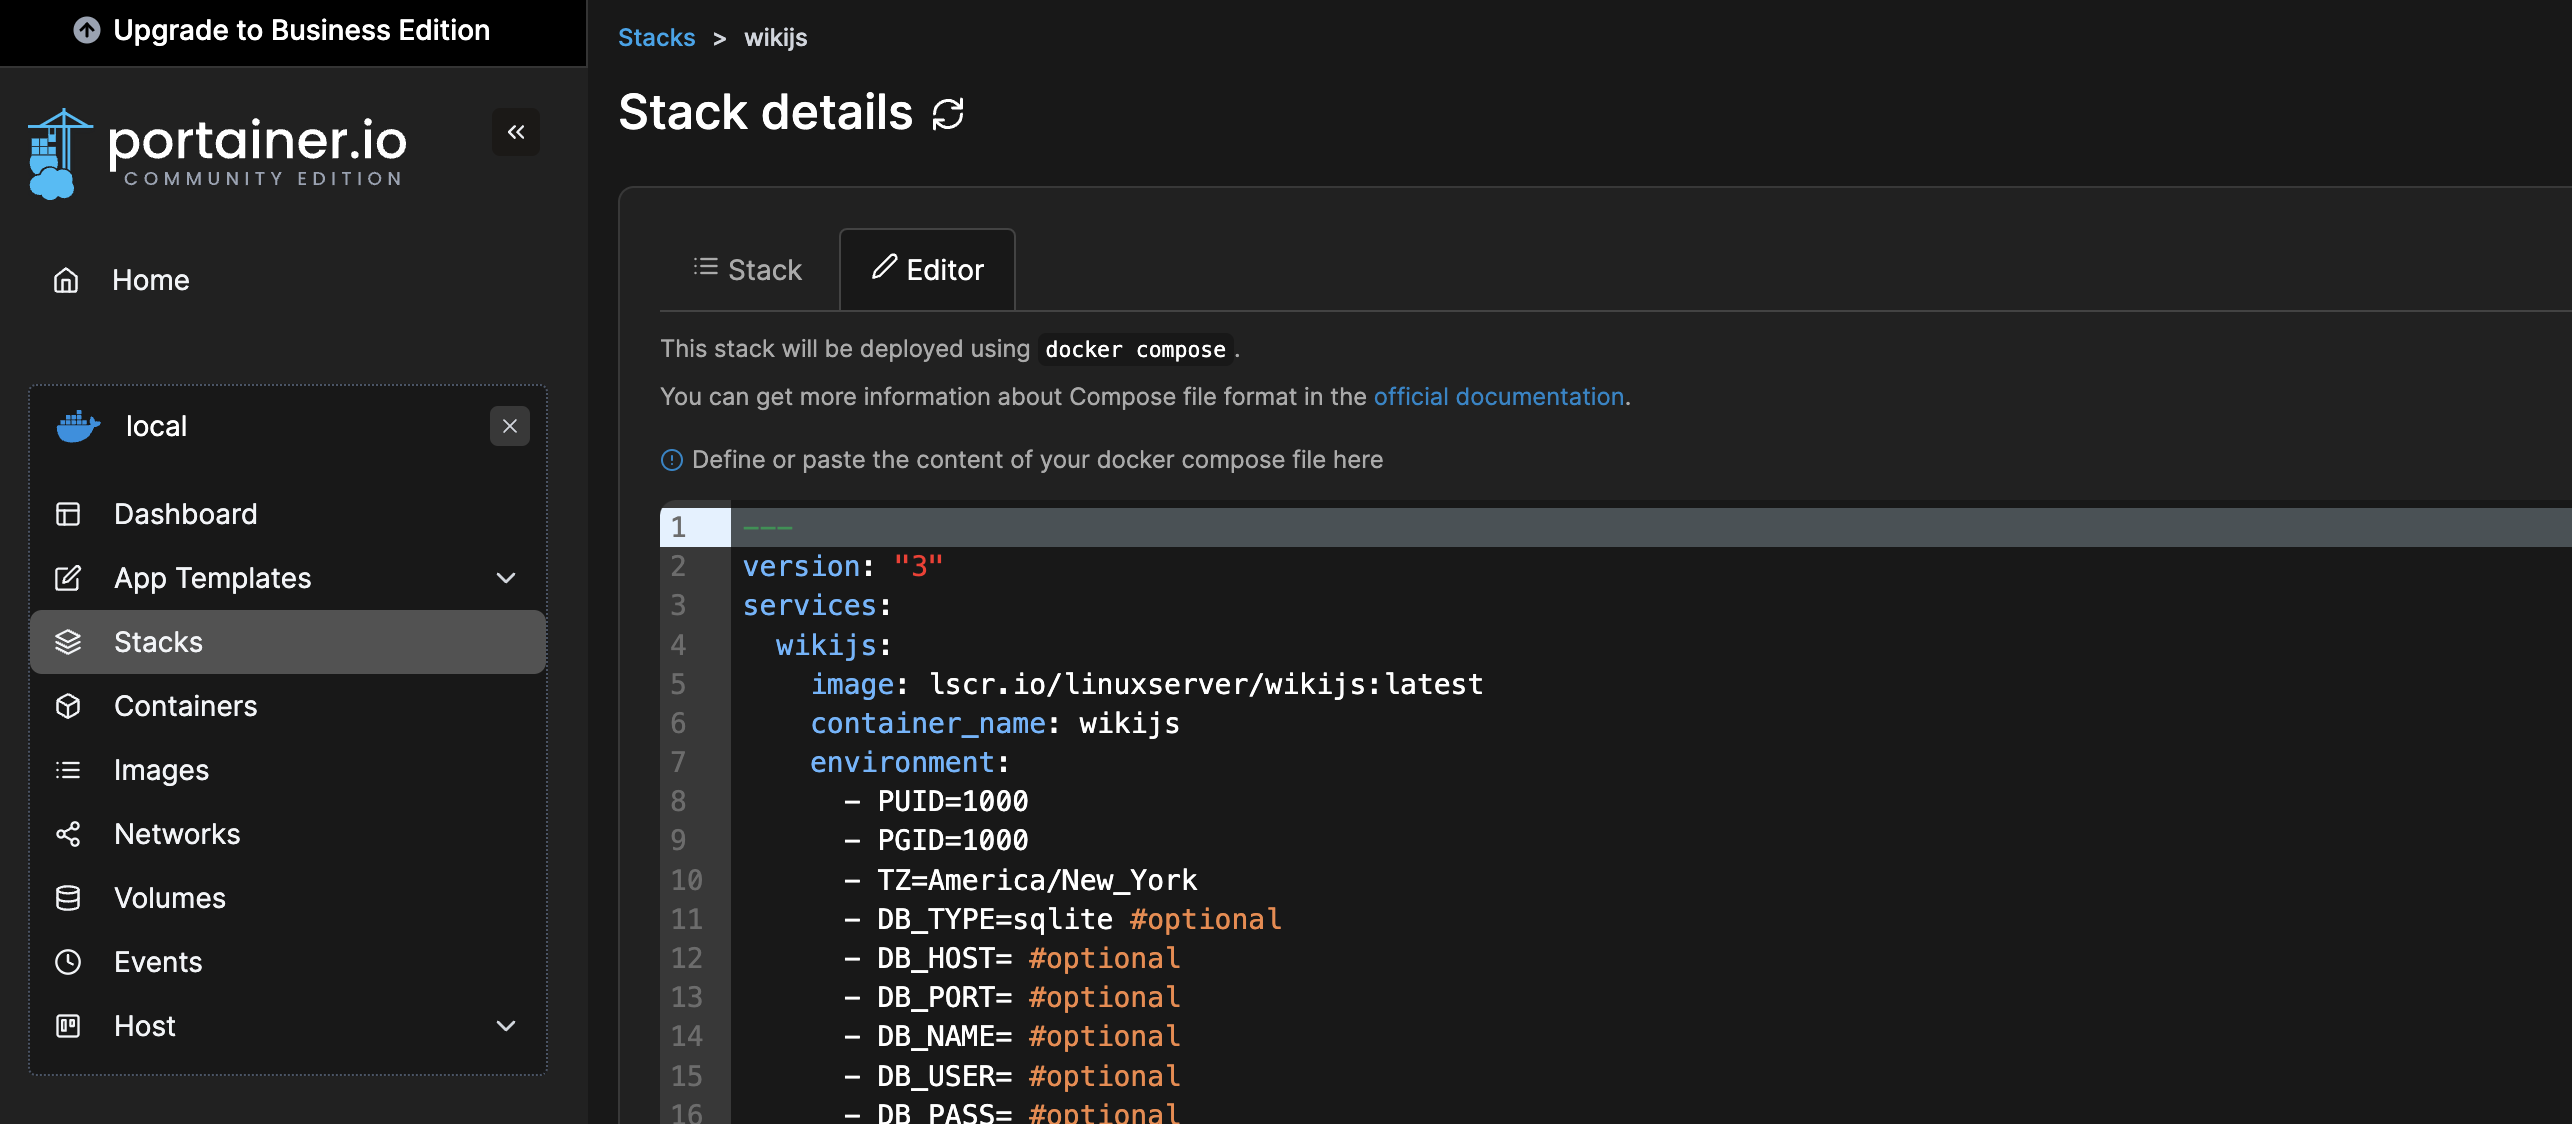 Upgrade to Business Edition
portainer.io
COMMUNITY EDITION
Home
local
Dashboard
App Templates
Stacks
Containers
Images
Networks
Volumes
Events
Host
Stacks > wikijs
Stack details
Stack
Editor
This stack will be deployed using docker compose.
You can get more information about Compose file format in the official documentation.
Define or paste the content of your docker compose file here
1 ---
2 version: "3"
3 services:
4   wikijs:
5     image: lscr.io/linuxserver/wikijs:latest
6     container_name: wikijs
7     environment:
8       - PUID=1000
9       - PGID=1000
10       - TZ=America/New_York
11       - DB_TYPE=sqlite #optional
12       - DB_HOST= #optional
13       - DB_PORT= #optional
14       - DB_NAME= #optional
15       - DB_USER= #optional
16       - DB_PASS= #optional